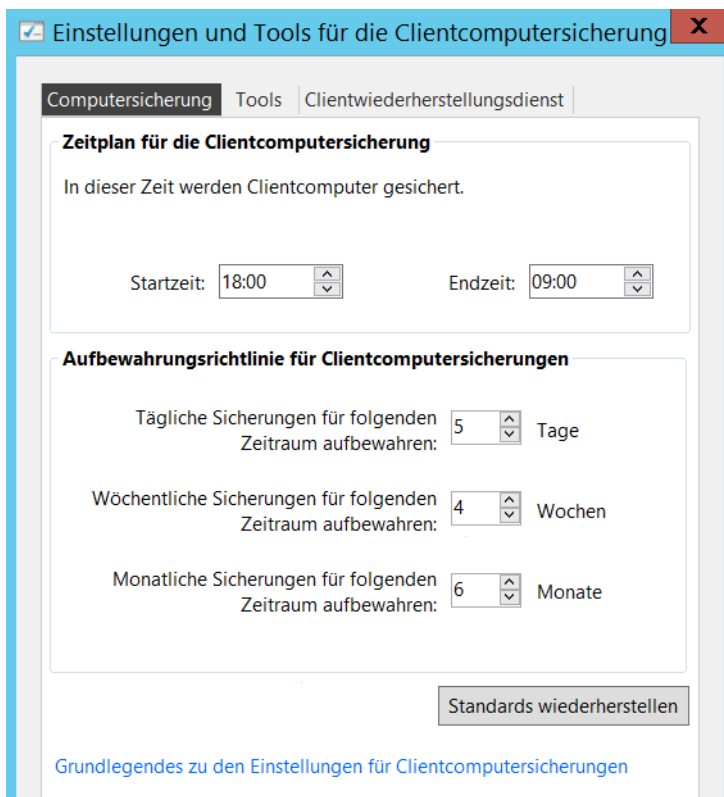 Einstellungen und Tools für die Clientcomputersicherung X
Computersicherung Tools Clientwiederherstellungsdienst
Zeitplan für die Clientcomputersicherung
In dieser Zeit werden Clientcomputer gesichert.
Startzeit: 18:00 Endzeit: 09:00
Aufbewahrungsrichtlinie für Clientcomputersicherungen
Tägliche Sicherungen für folgenden
Zeitraum aufbewahren: 5 Tage
Wöchentliche Sicherungen für folgenden
Zeitraum aufbewahren: 4 Wochen
Monatliche Sicherungen für folgenden
Zeitraum aufbewahren: 6 Monate
Standards wiederherstellen
Grundlegendes zu den Einstellungen für Clientcomputersicherungen